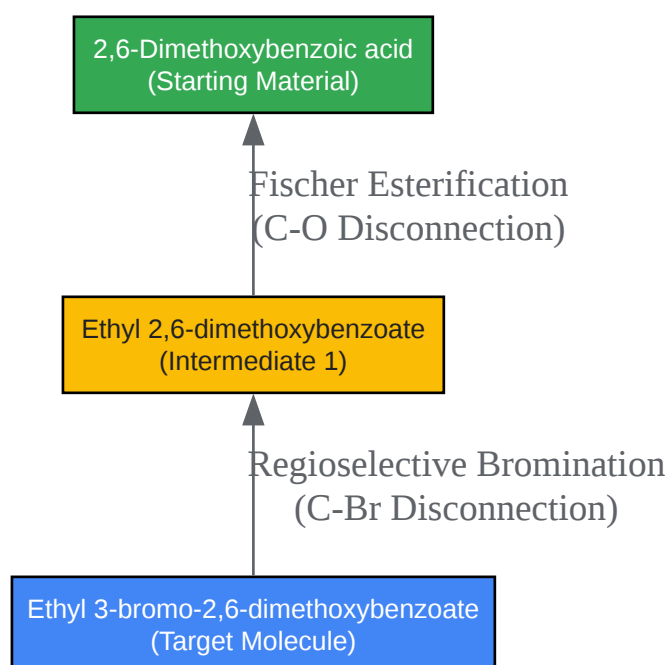 2,6-Dimethoxybenzoic acid
(Starting Material)
Fischer Esterification
(C-O Disconnection)
Ethyl 2,6-dimethoxybenzoate
(Intermediate 1)
Regioselective Bromination
(C-Br Disconnection)
Ethyl 3-bromo-2,6-dimethoxybenzoate
(Target Molecule)